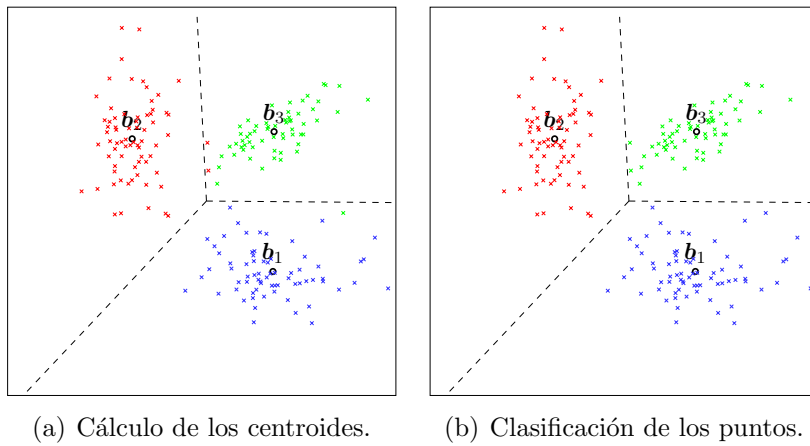 b2
b3
b1
b2
b3
b1
(a) Cálculo de los centroides.
(b) Clasificación de los puntos.